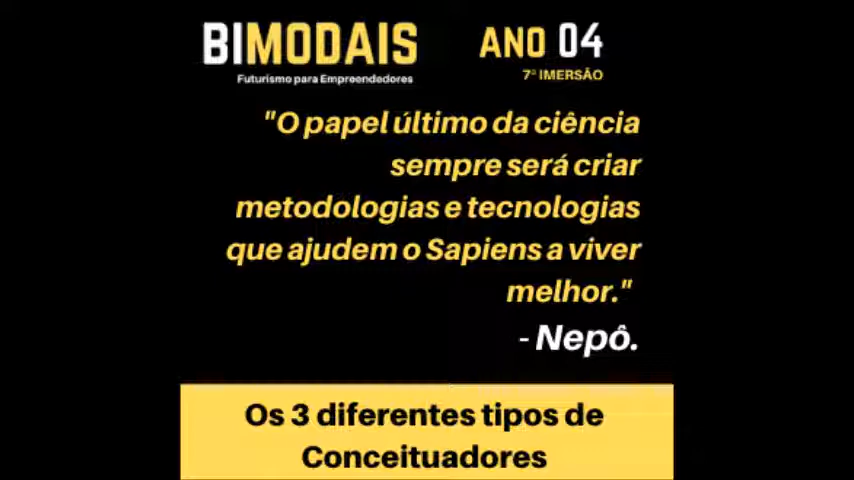 BIMODAIS
Futurismo para Empreendedores
ANO 04
7ª IMERSÃO
"O papel último da ciência
sempre será criar
metodologias e tecnologias
que ajudem o Sapiens a viver
melhor."
- Nepô.
Os 3 diferentes tipos de
Conceituadores